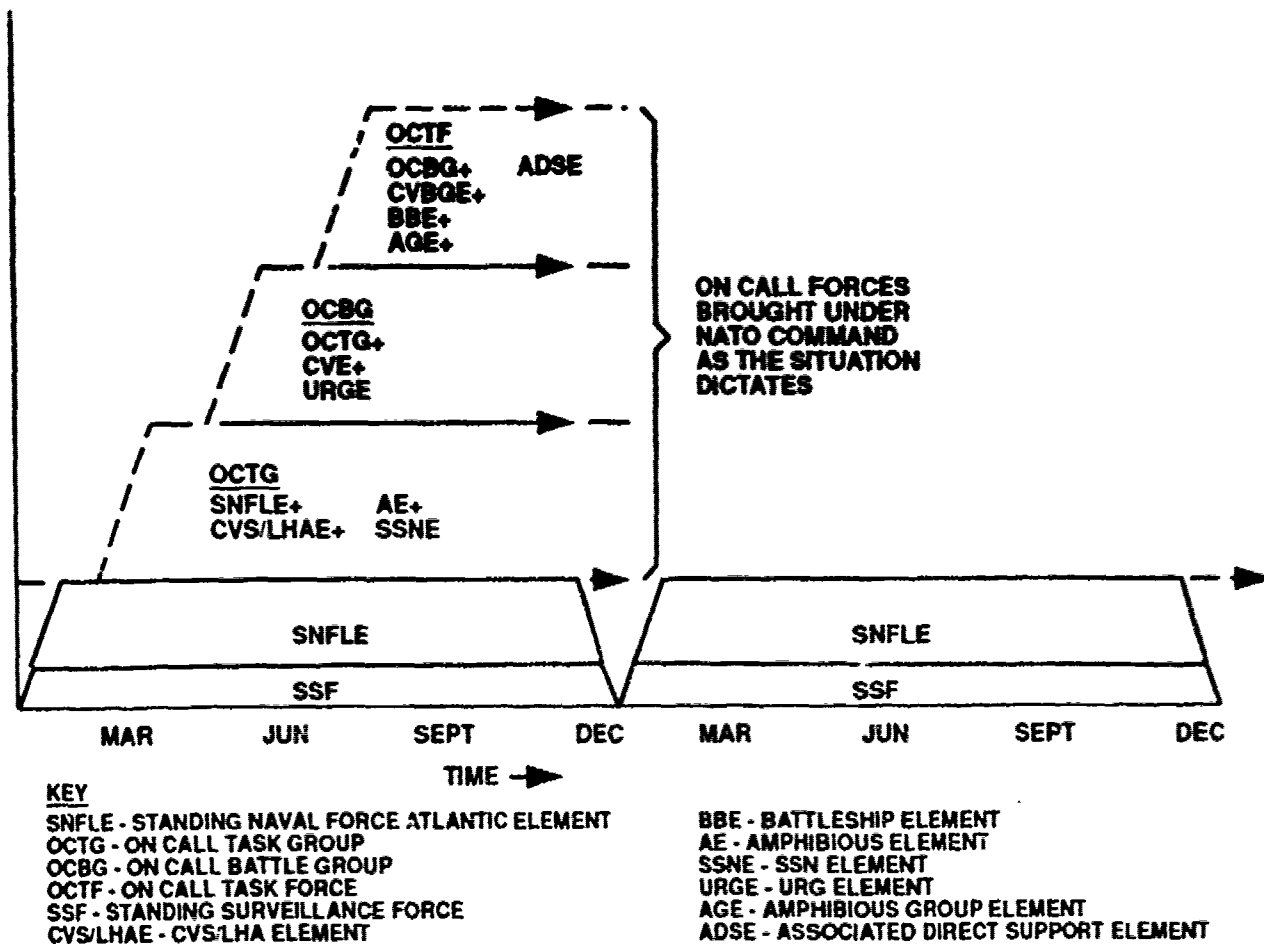 OCTF
OCBG+ ADSE
CVBGE+
BBE+
AGE+
OCBG
OCTG+
CVE+
URGE
ON CALL FORCES
BROUGHT UNDER
NATO COMMAND
AS THE SITUATION
DICTATES
OCTG
SNFLE+ AE+
CVS/LHAE+ SSNE
SNFLE SNFLE
SSF SSF
MAR JUN SEPT DEC MAR JUN SEPT DEC
TIME
KEY
SNFLE - STANDING NAVAL FORCE ATLANTIC ELEMENT
OCTG - ON CALL TASK GROUP
OCBG - ON CALL BATTLE GROUP
OCTF - ON CALL TASK FORCE
SSF - STANDING SURVEILLANCE FORCE
CVS/LHAE - CVS/LHA ELEMENT
BBE - BATTLESHIP ELEMENT
AE - AMPHIBIOUS ELEMENT
SSNE - SSN ELEMENT
URGE - URG ELEMENT
AGE - AMPHIBIOUS GROUP ELEMENT
ADSE - ASSOCIATED DIRECT SUPPORT ELEMENT